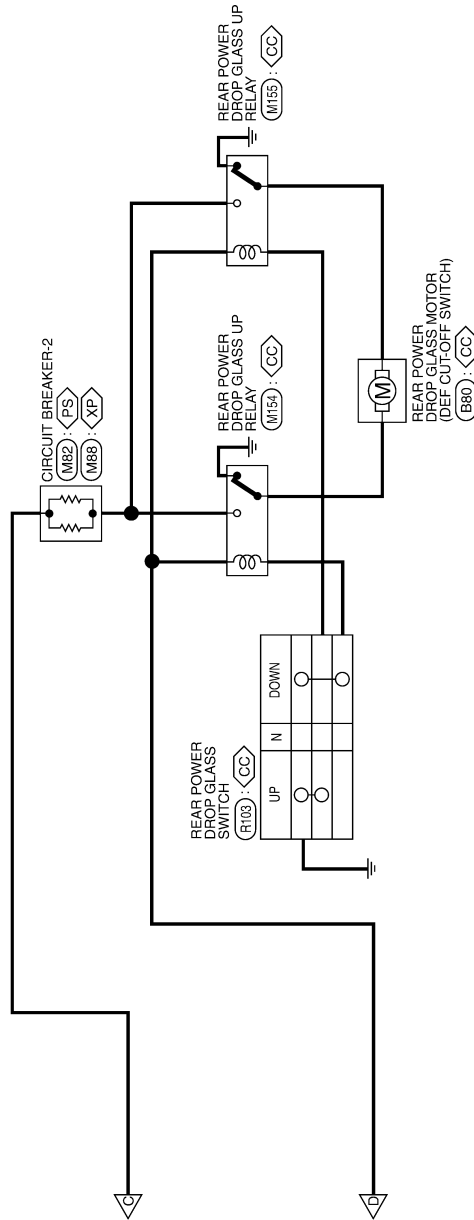 CIRCUIT BREAKER-2
M82 : PS
M88 : XP
REAR POWER
DROP GLASS UP
RELAY
M155 : CC
REAR POWER
DROP GLASS UP
RELAY
M154 : CC
REAR POWER
DROP GLASS
SWITCH
R103 : CC
UP
N
DOWN
M
REAR POWER
DROP GLASS MOTOR
(DEF CUT-OFF SWITCH)
B80 : CC
C
D